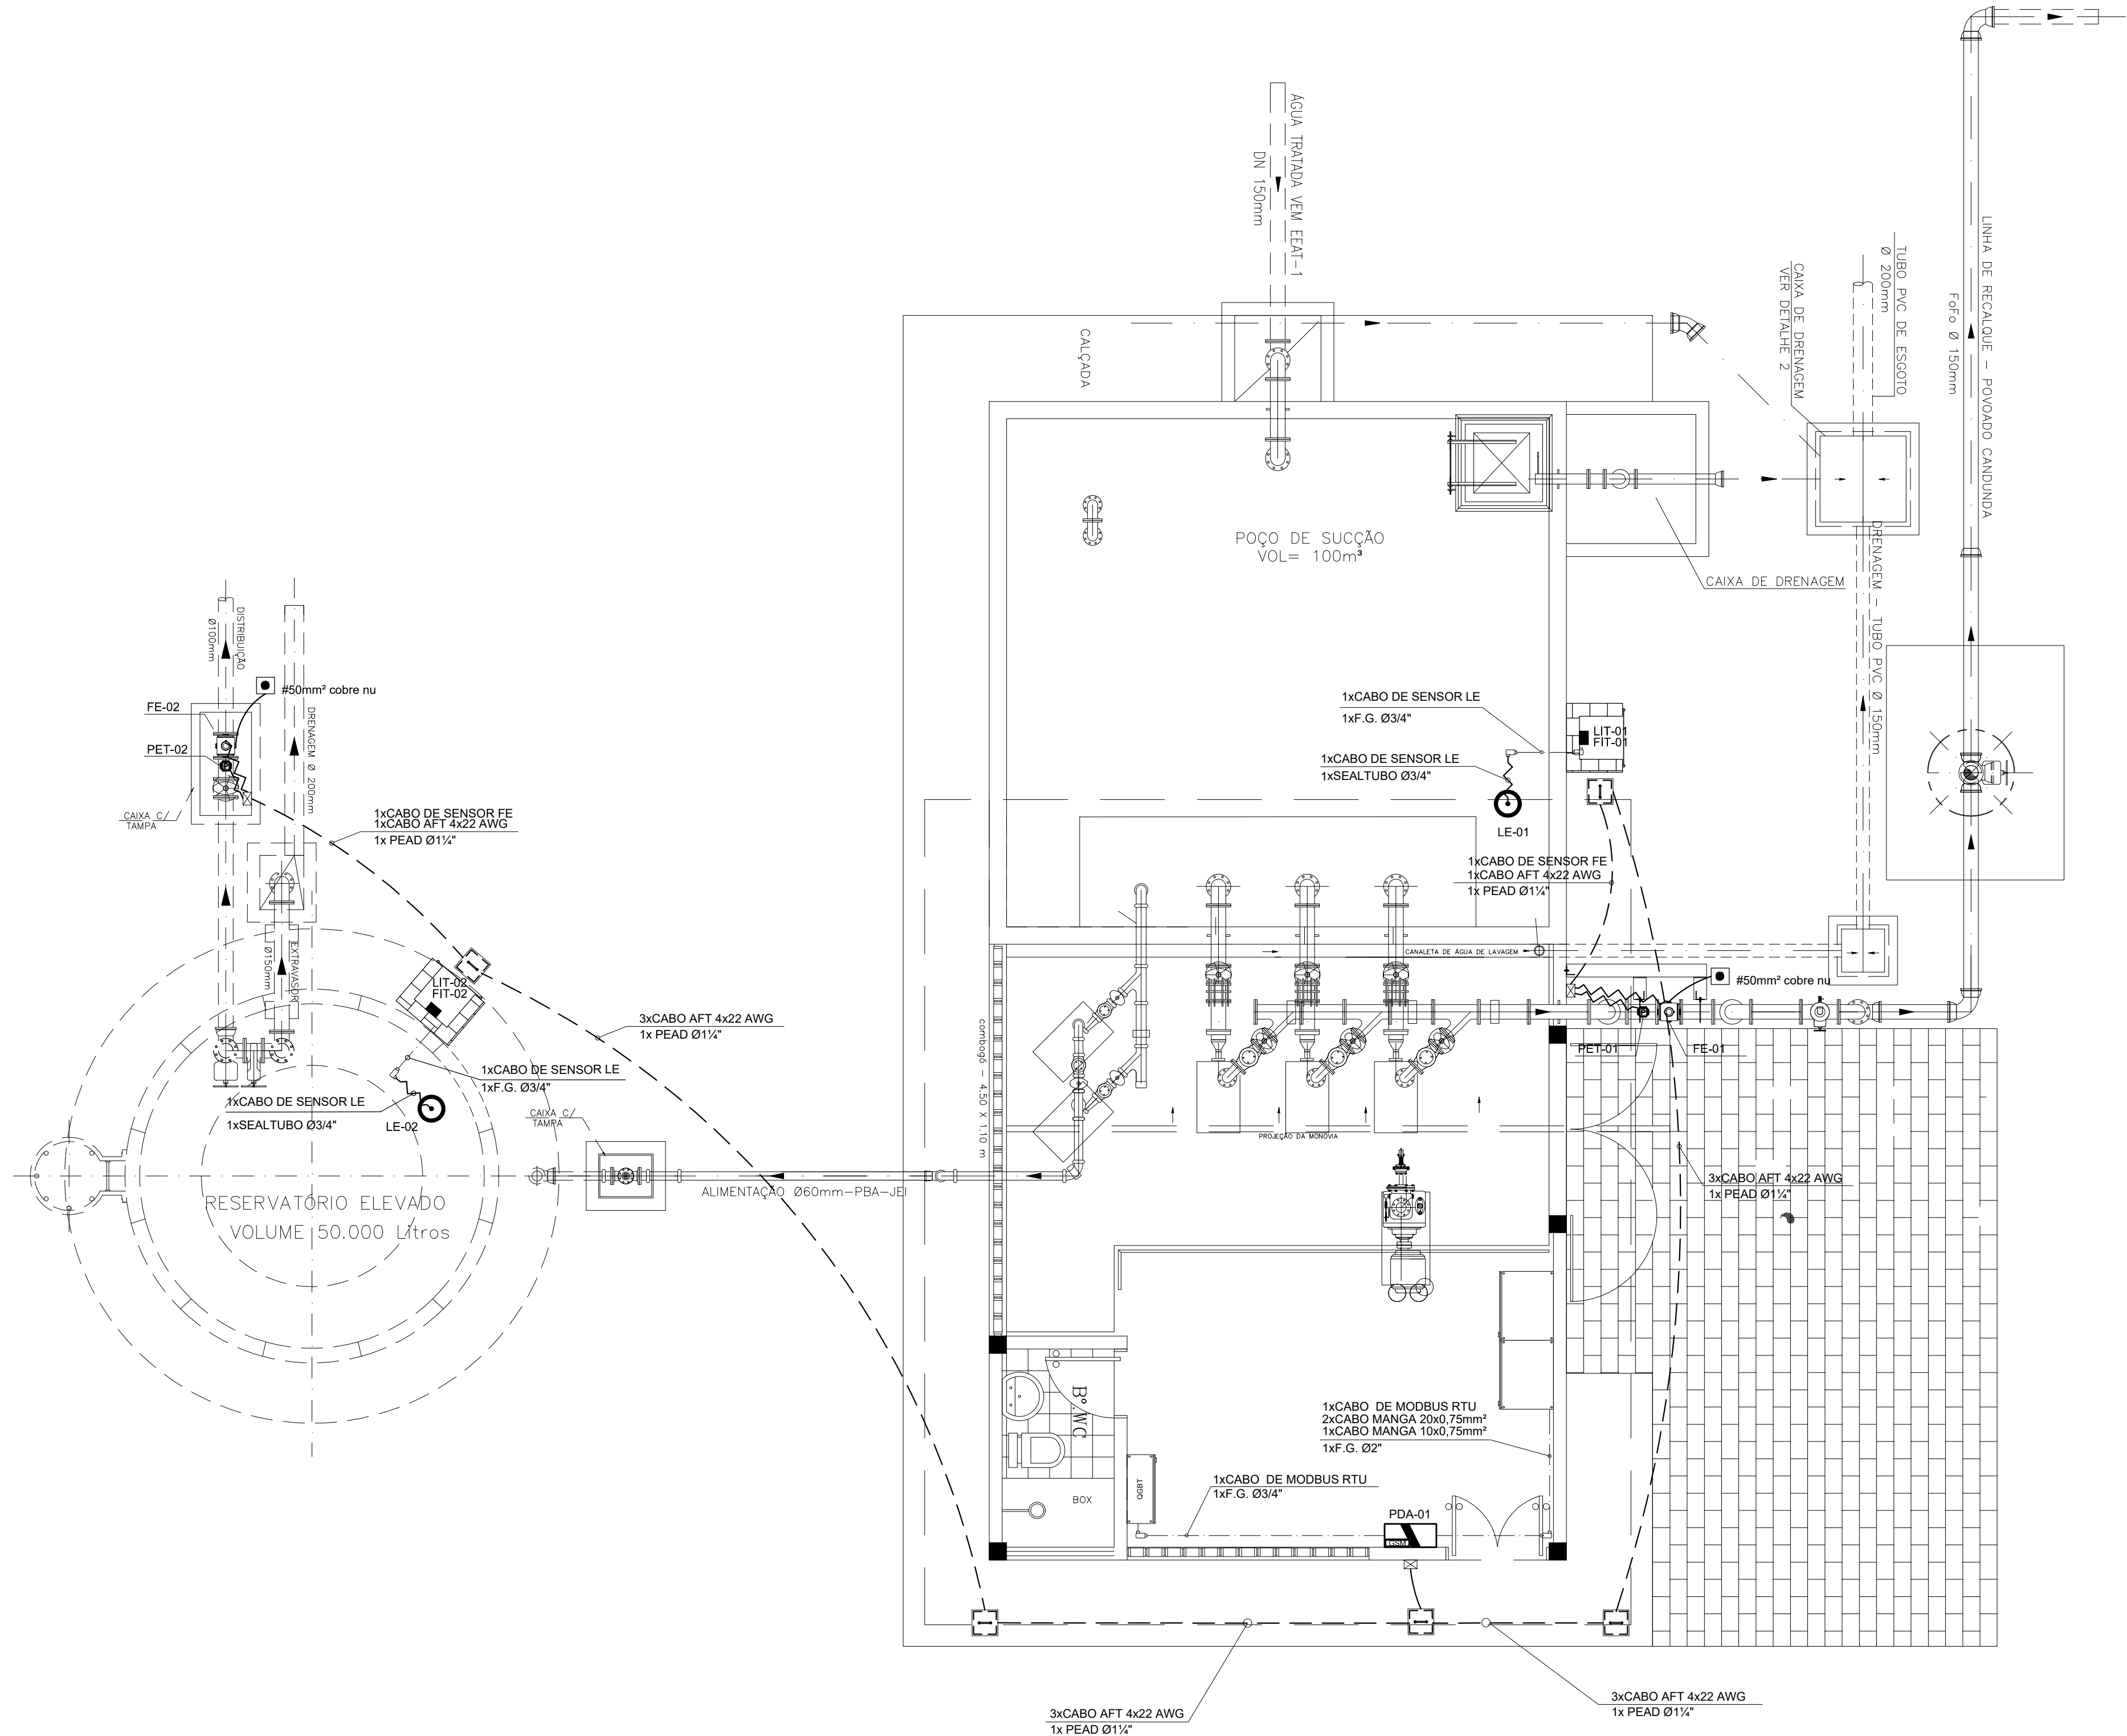 ÁGUA TRATADA VEM EEAT-1
DN 150mm
CALÇADA
LINHA DE RECALQUE - POVOADO CANDUNDA
FoFo Ø 150mm
TUBO PVC DE ESGOTO
Ø 200mm
CAIXA DE DRENAGEM
VER DETALHE 2
POÇO DE SUCÇÃO
VOL= 100m³
CAIXA DE DRENAGEM
DRENAGEM - TUBO PVC Ø 150mm
DISTRIBUIÇÃO
Ø100mm
#50mm² cobre nu
FE-02
PET-02
DRENAGEM Ø 200mm
CAIXA C/
TAMPA
1xCABO DE SENSOR FE
1xCABO AFT 4x22 AWG
1x PEAD Ø1¼"
1xCABO DE SENSOR LE
1xF.G. Ø3/4"
LIT-01
FIT-01
1xCABO DE SENSOR LE
1xSEALTUBO Ø3/4"
LE-01
1xCABO DE SENSOR FE
1xCABO AFT 4x22 AWG
1x PEAD Ø1¼"
CANALETA DE ÁGUA DE LAVAGEM
#50mm² cobre nu
PET-01
FE-01
EXTRAVASOR
Ø150mm
LIT-02
FIT-02
3xCABO AFT 4x22 AWG
1x PEAD Ø1¼"
1xCABO DE SENSOR LE
1xF.G. Ø3/4"
1xCABO DE SENSOR LE
1xSEALTUBO Ø3/4"
LE-02
CAIXA C/
TAMPA
combogó - 4.50 X 1.10 m
PROJEÇÃO DA MONOVIA
ALIMENTAÇÃO Ø60mm-PBA-JEI
RESERVATÓRIO ELEVADO
VOLUME 50.000 Litros
3xCABO AFT 4x22 AWG
1x PEAD Ø1¼"
Bº.WC
BOX
QGBT
1xCABO DE MODBUS RTU
2xCABO MANGA 20x0,75mm²
1xCABO MANGA 10x0,75mm²
1xF.G. Ø2"
1xCABO DE MODBUS RTU
1xF.G. Ø3/4"
PDA-01
GSM
3xCABO AFT 4x22 AWG
1x PEAD Ø1¼"
3xCABO AFT 4x22 AWG
1x PEAD Ø1¼"